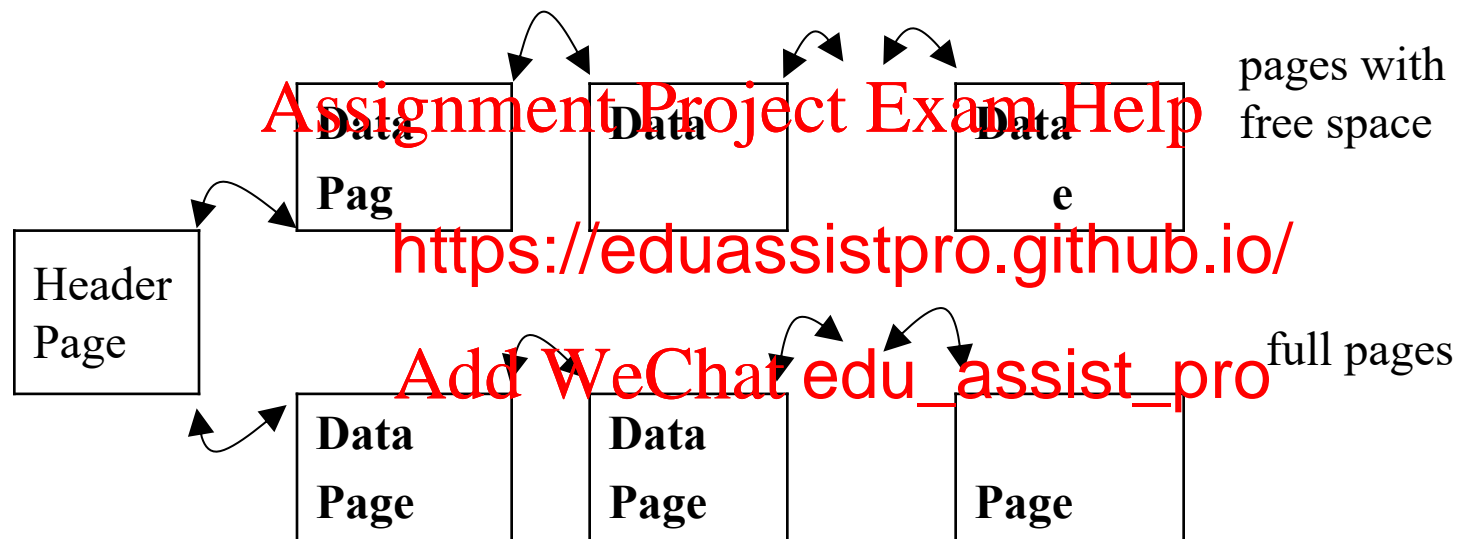 pages with
free space
Assignment Project Exam Help
Data
Pag
Data
Data
e
https://eduassistpro.github.io/
Header
Page
full pages
Add WeChat edu_assist_pro
Data
Page
Data
Page
Page